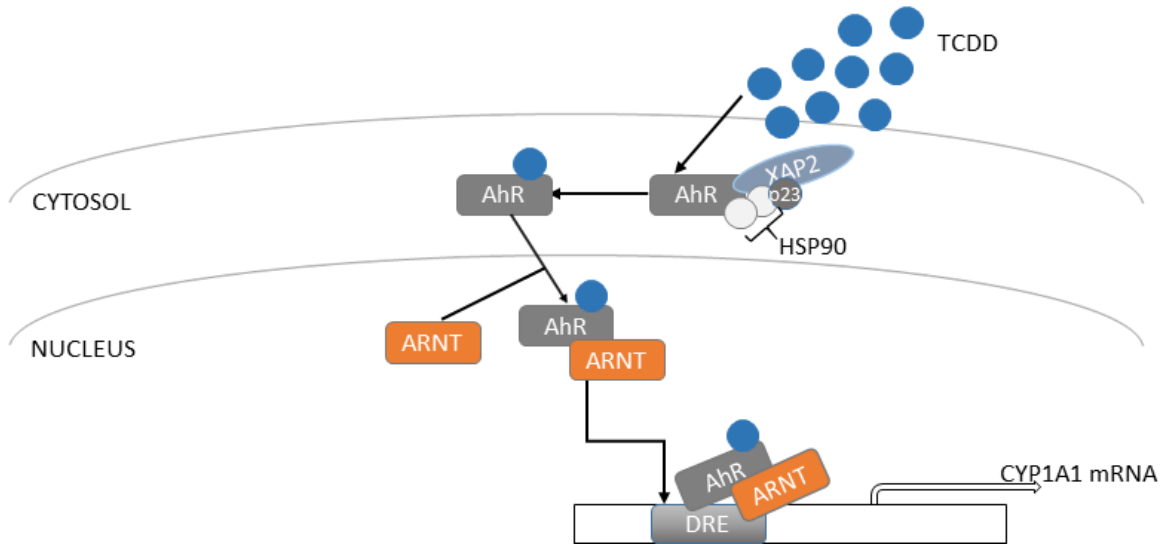 TCDD
XAP2
AhR
AhR
p23
CYTOSOL
HSP90
AhR
ARNT
NUCLEUS
ARNT
AhR
ARNT
CYP1A1 mRNA
DRE